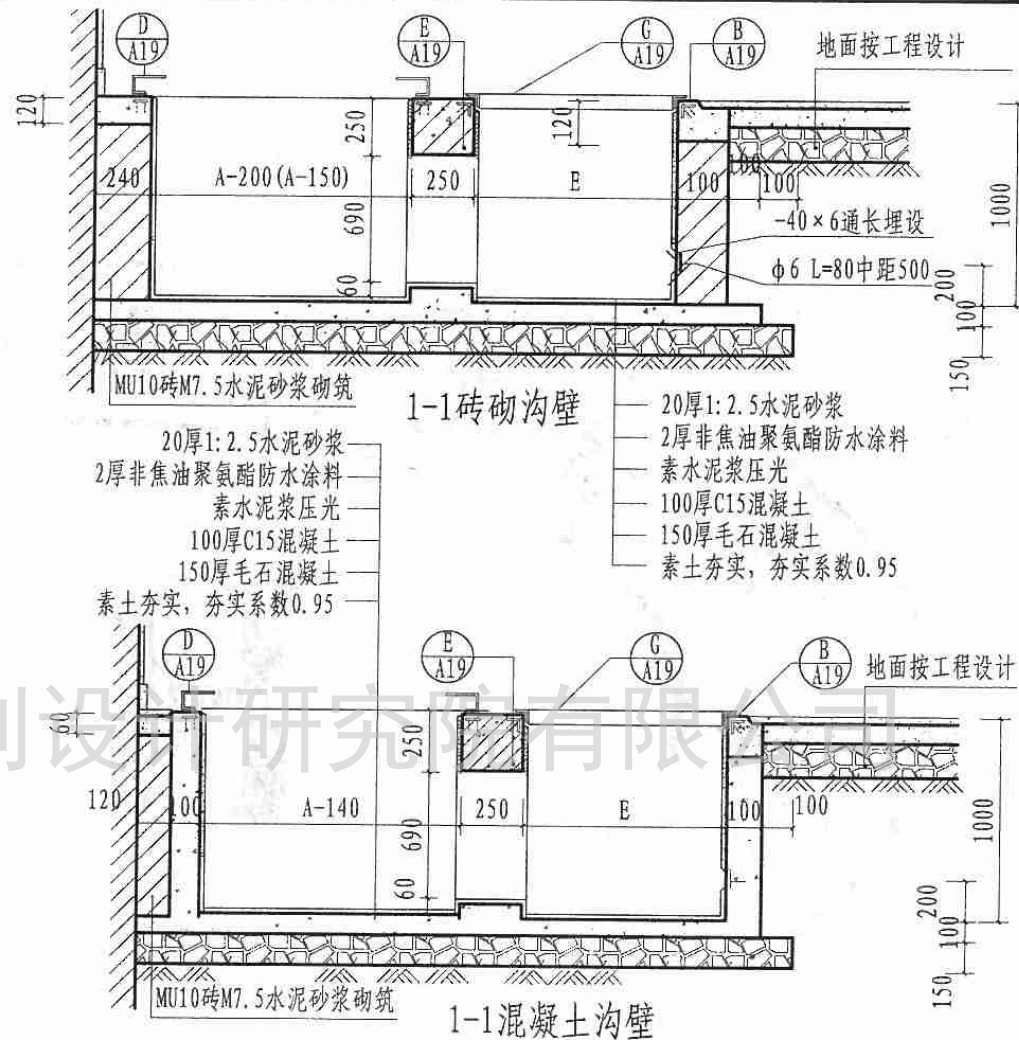 D
A19
E
A19
G
A19
B
A19
地面按工程设计
120
250
120
240
A-200(A-150)
250
E
100
100
690
1000
-40×6通长埋设
φ6 L=80中距500
60
200
100
150
MU10砖M7.5水泥砂浆砌筑
1-1砖砌沟壁
20厚1:2.5水泥砂浆
2厚非焦油聚氨酯防水涂料
素水泥浆压光
100厚C15混凝土
150厚毛石混凝土
素土夯实，夯实系数0.95
20厚1:2.5水泥砂浆
2厚非焦油聚氨酯防水涂料
素水泥浆压光
100厚C15混凝土
150厚毛石混凝土
素土夯实，夯实系数0.95
D
A19
E
A19
G
A19
B
A19
地面按工程设计
划设计研究院有限公司
60
250
120
100
A-140
250
E
100
100
690
1000
60
200
100
150
MU10砖M7.5水泥砂浆砌筑
1-1混凝土沟壁